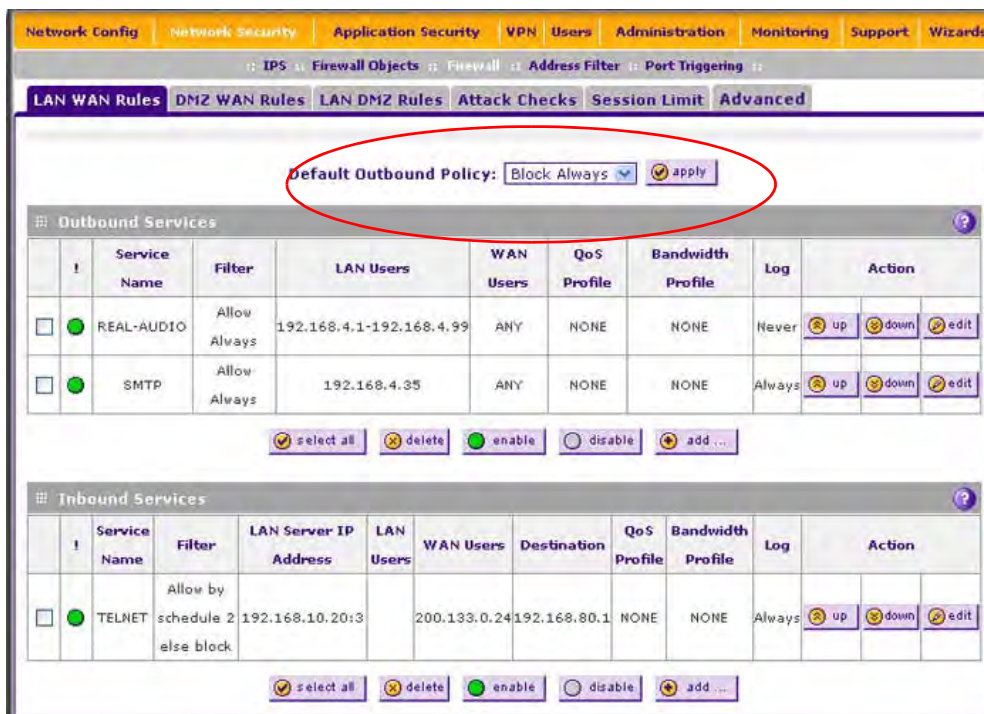 Network Config Network Security Application Security VPN Users Administration Monitoring Support Wizards
:: IPS :: Firewall Objects :: Firewall :: Address Filter :: Port Triggering ::
LAN WAN Rules DMZ WAN Rules LAN DMZ Rules Attack Checks Session Limit Advanced
Default Outbound Policy: Block Always apply
Outbound Services ?
! Service Name Filter LAN Users WAN Users QoS Profile Bandwidth Profile Log Action
REAL-AUDIO Allow Always 192.168.4.1-192.168.4.99 ANY NONE NONE Never up down edit
SMTP Allow Always 192.168.4.35 ANY NONE NONE Always up down edit
select all delete enable disable add ...
Inbound Services ?
! Service Name Filter LAN Server IP Address LAN Users WAN Users Destination QoS Profile Bandwidth Profile Log Action
TELNET Allow by schedule 2 else block 192.168.10.20:3 200.133.0.24 192.168.80.1 NONE NONE Always up down edit
select all delete enable disable add ...